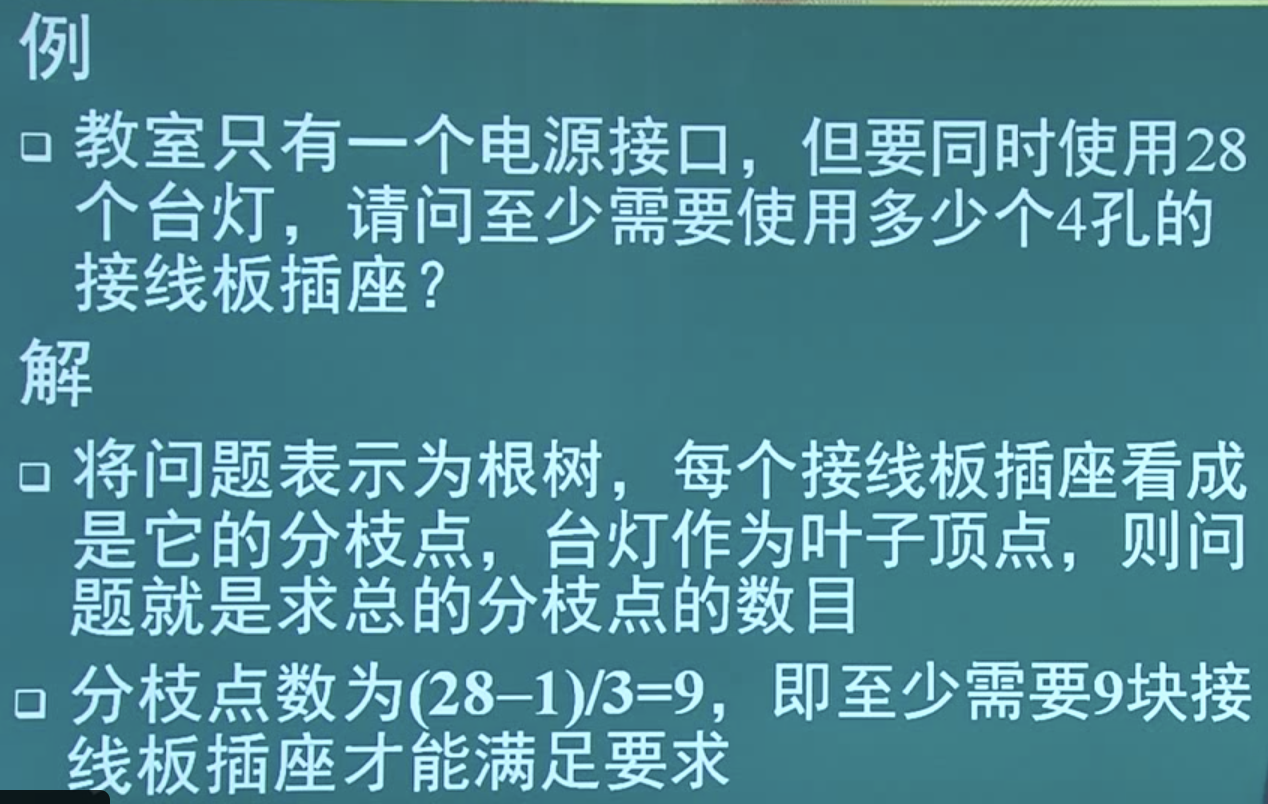 例
❑ 教室只有一个电源接口，但要同时使用28
个台灯，请问至少需要使用多少个4孔的
接线板插座？
解
❑ 将问题表示为根树，每个接线板插座看成
是它的分枝点，台灯作为叶子顶点，则问
题就是求总的分枝点的数目
❑ 分枝点数为(28–1)/3=9，即至少需要9块接
线板插座才能满足要求